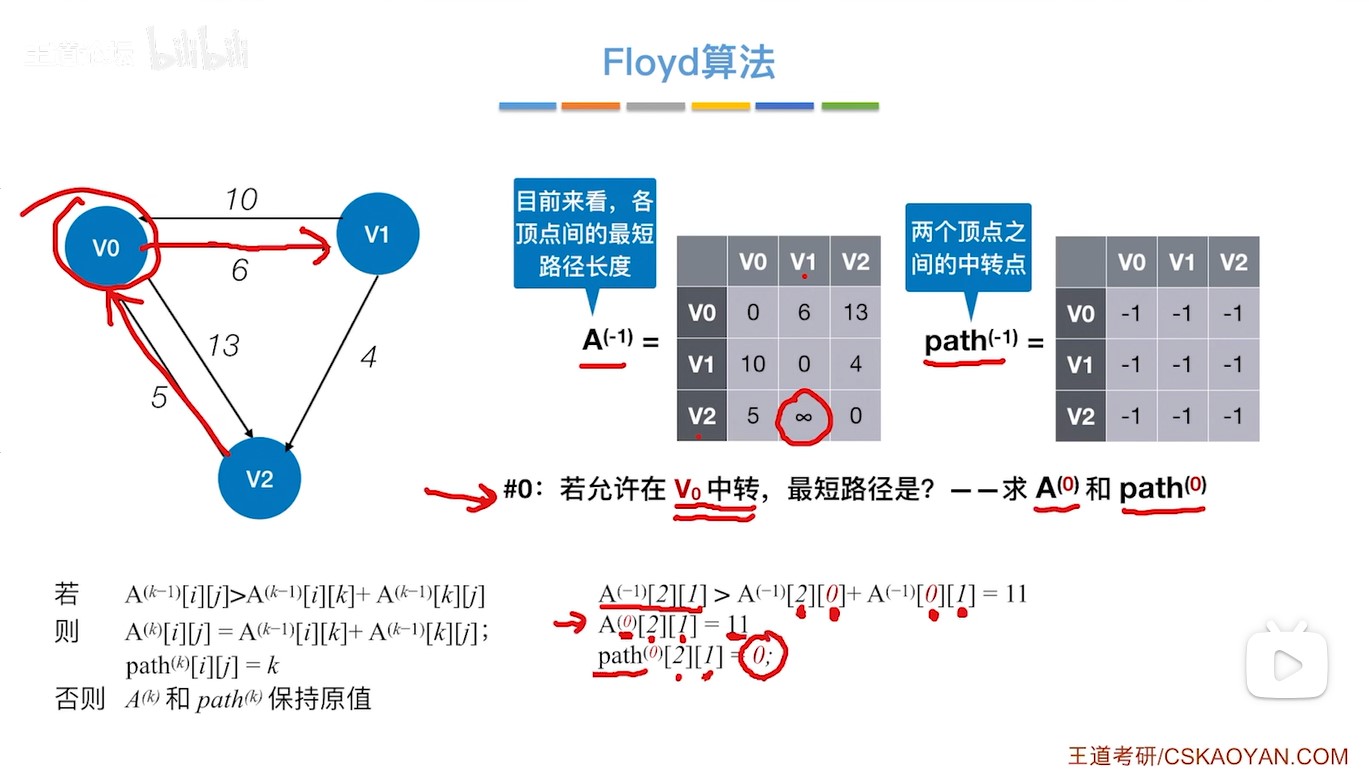 王道论坛 bilibili
Floyd算法
10
V0
V1
6
13
4
5
V2
目前来看，各
顶点间的最短
路径长度
A(-1) =
V0 V1 V2
V0 0 6 13
V1 10 0 4
V2 5 ∞ 0
两个顶点之
间的中转点
path(-1) =
V0 V1 V2
V0 -1 -1 -1
V1 -1 -1 -1
V2 -1 -1 -1
#0：若允许在 V0 中转，最短路径是？——求 A(0) 和 path(0)
若 A(k−1)[i][j]>A(k−1)[i][k]+ A(k−1)[k][j]
则 A(k)[i][j] = A(k−1)[i][k]+ A(k−1)[k][j];
path(k)[i][j] = k
否则 A(k) 和 path(k) 保持原值
A(−1)[2][1] > A(−1)[2][0]+ A(−1)[0][1] = 11
A(0)[2][1] = 11
path(0)[2][1] = 0;
王道考研/CSKAOYAN.COM